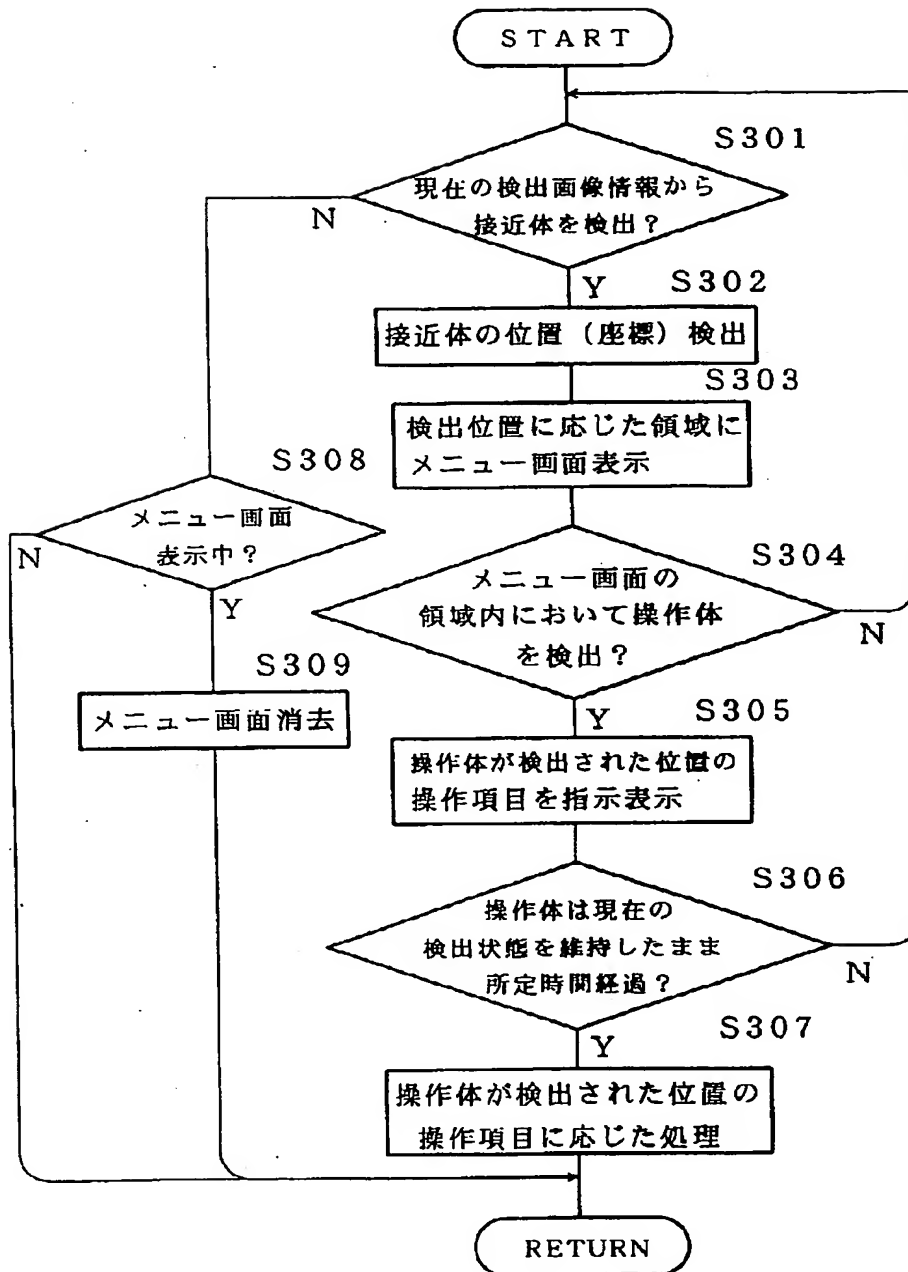 START
S301
現在の検出画像情報から
接近体を検出？
N
Y
S302
接近体の位置（座標）検出
S303
検出位置に応じた領域に
メニュー画面表示
S308
メニュー画面
表示中？
N
Y
S304
メニュー画面の
領域内において操作体
を検出？
N
Y
S309
メニュー画面消去
S305
操作体が検出された位置の
操作項目を指示表示
S306
操作体は現在の
検出状態を維持したまま
所定時間経過？
N
Y
S307
操作体が検出された位置の
操作項目に応じた処理
RETURN